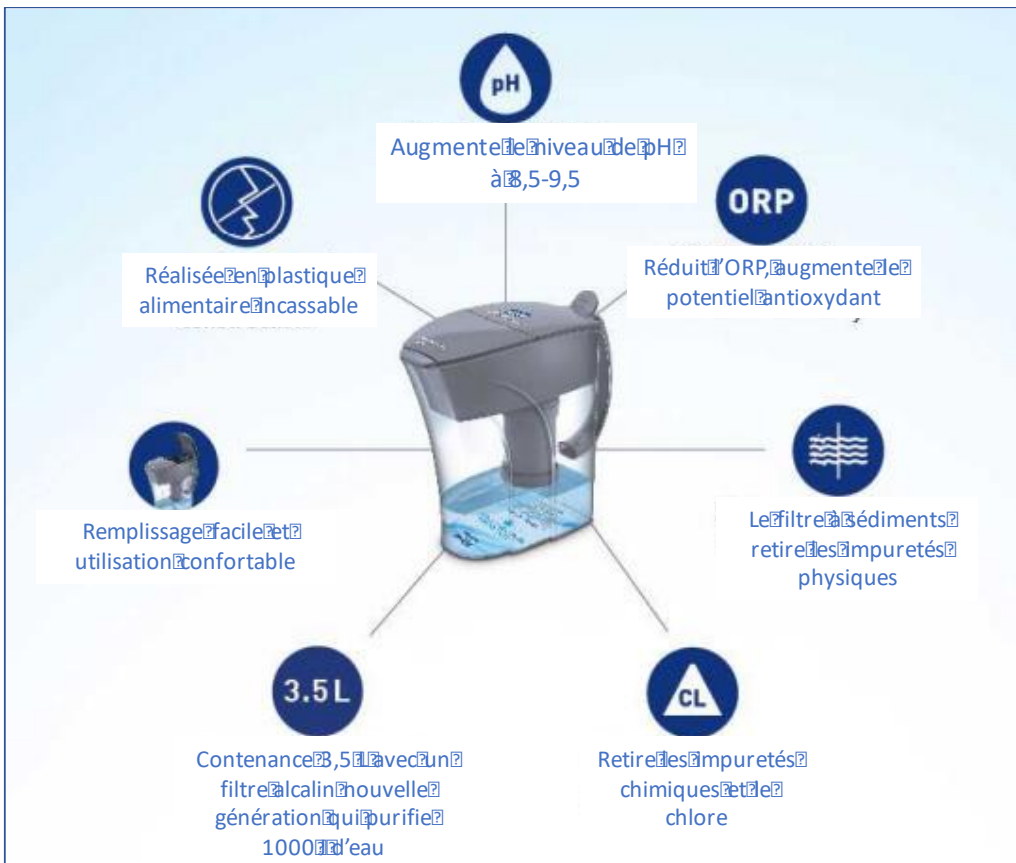 pH
Augmente le niveau de pH
à 8,5-9,5
ORP
Réduit l’ORP, augmente le
potentiel antioxydant
Réalisée en plastique
alimentaire incassable
Remplissage facile et
utilisation confortable
Le filtre à sédiments
retire les impuretés
physiques
3.5 L
Contenance 3,5 L avec un
filtre alcalin nouvelle
génération qui purifie
1000 l d’eau
CL
Retire les impuretés
chimiques et le
chlore